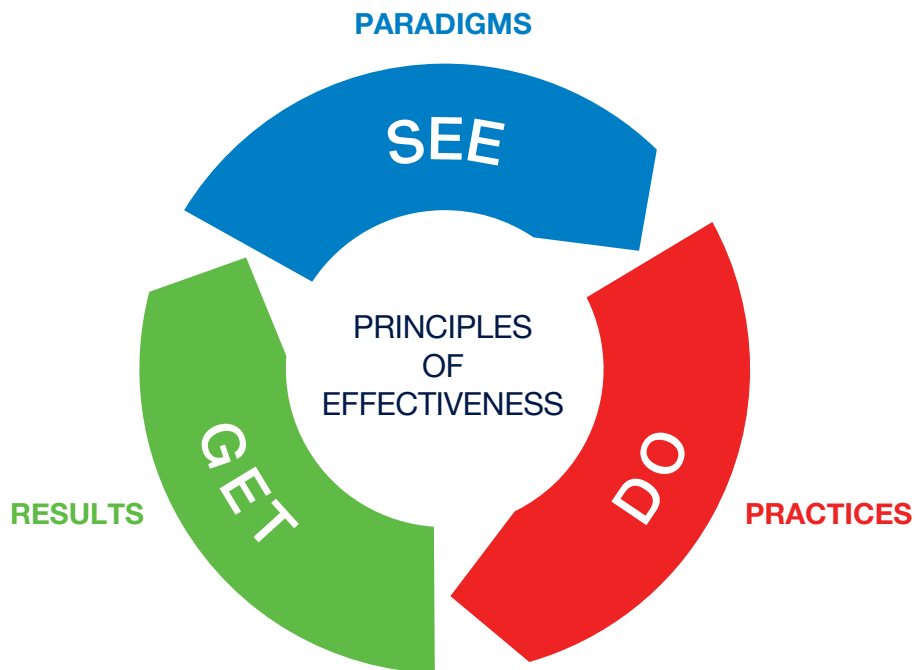 PARADIGMS
SEE
PRINCIPLES
OF
EFFECTIVENESS
GET
DO
RESULTS
PRACTICES